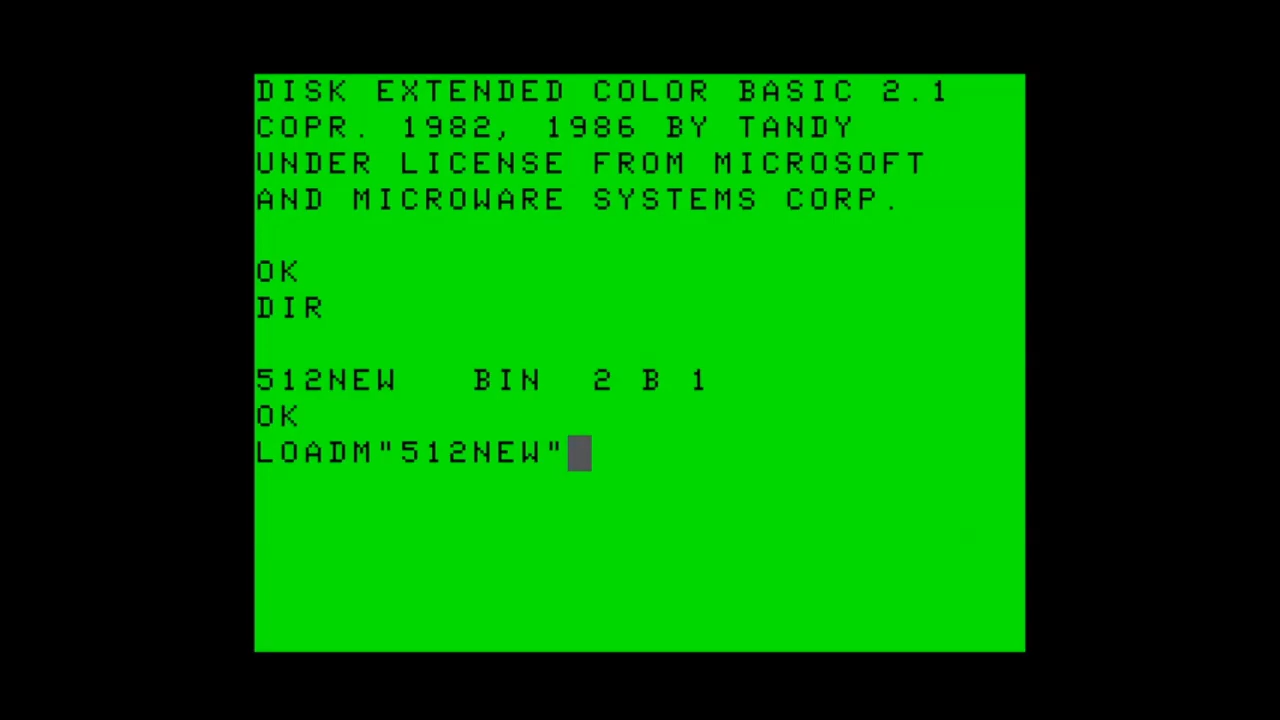 DISK EXTENDED COLOR BASIC 2.1
COPR. 1982, 1986 BY TANDY
UNDER LICENSE FROM MICROSOFT
AND MICROWARE SYSTEMS CORP.
OK
DIR
512NEW BIN 2 B 1
OK
LOADM"512NEW"